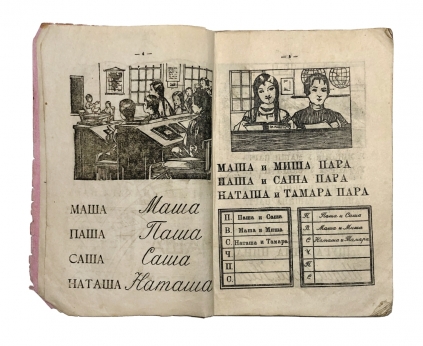 — 4 —
МАША Маша
ПАША Паша
САША Саша
НАТАША Наташа
— 5 —
МАША и МИША ПАРА
ПАША и САША ПАРА
НАТАША и ТАМАРА ПАРА
П. Паша и Саша
В. Маша и Миша
С. Наташа и Тамара
Ч.
П.
С.
П. Паша и Саша
В Маша и Миша
С Наташа и Тамара
Ч
П
С